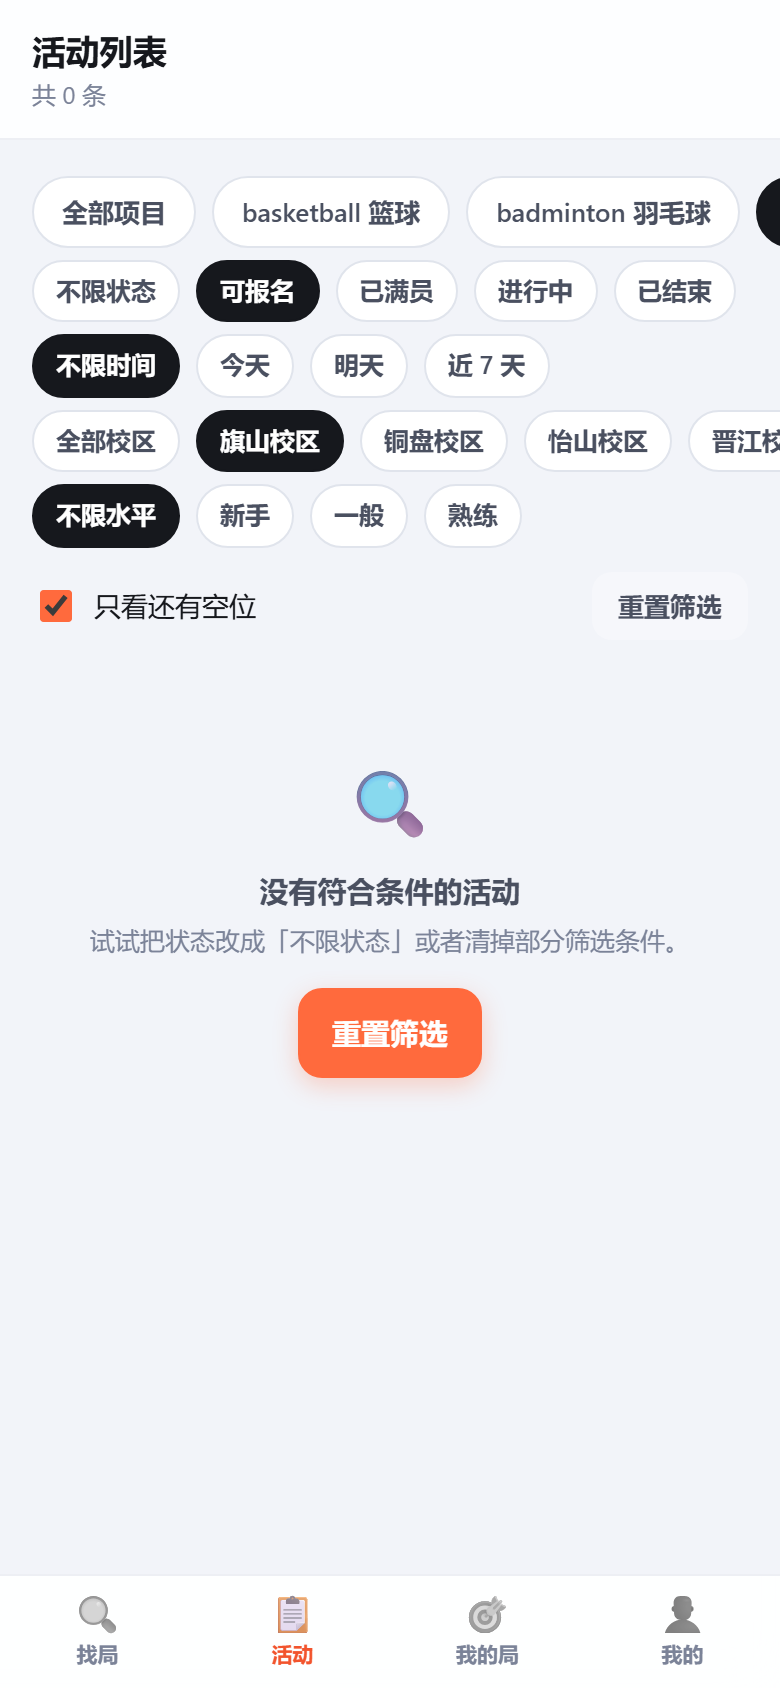 活动列表
共 0 条
全部项目 basketball 篮球 badminton 羽毛球
不限状态 可报名 已满员 进行中 已结束
不限时间 今天 明天 近 7 天
全部校区 旗山校区 铜盘校区 怡山校区 晋江校
不限水平 新手 一般 熟练
只看还有空位 重置筛选
没有符合条件的活动
试试把状态改成「不限状态」或者清掉部分筛选条件。
重置筛选
找局 活动 我的局 我的